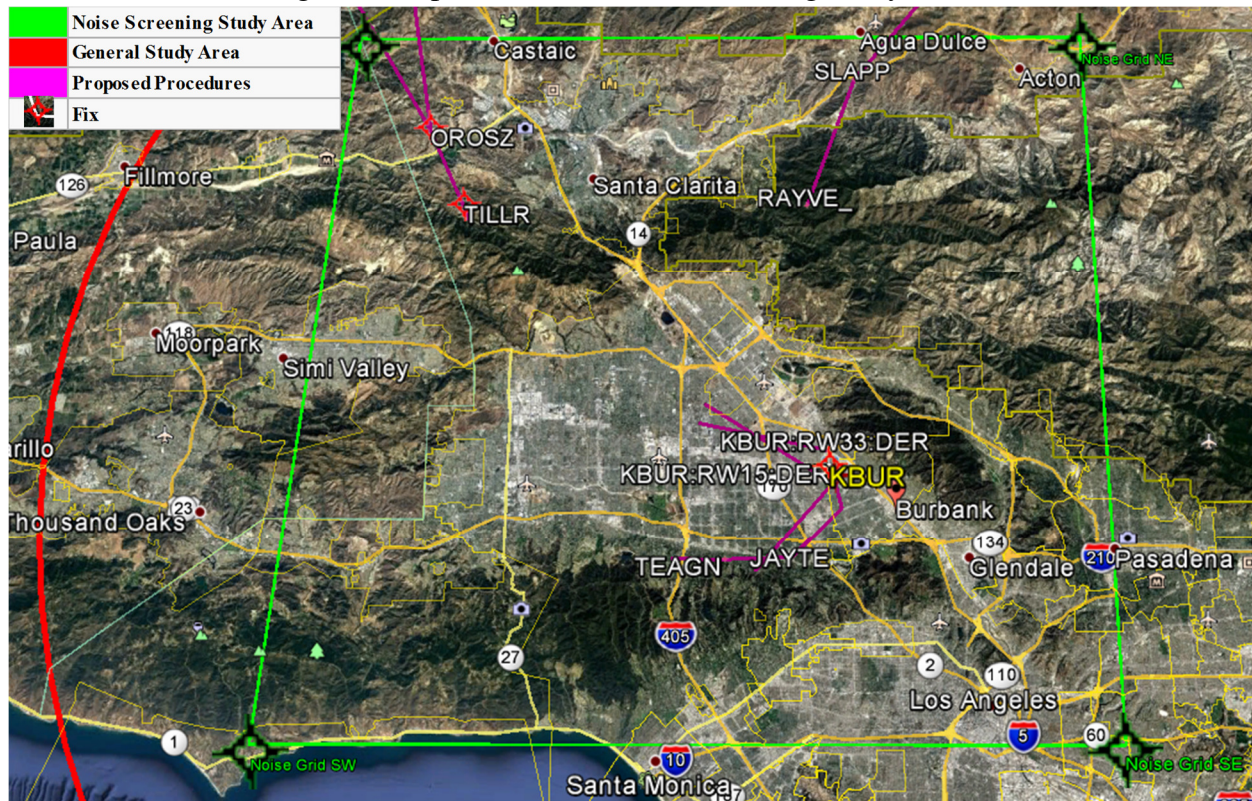 Noise Screening Study Area
General Study Area
Proposed Procedures
Fix
Castaic
Agua Dulce
Noise Grid NE
SLAPP
Acton
OROSZ
Fillmore
126
Santa Clarita
RAYVE_
TILLR
14
Paula
118
Moorpark
Simi Valley
KBUR:RW33:DER
KBUR:RW15:DER
KBUR
170
Burbank
23
Thousand Oaks
134
TEAGN
JAYTE
Glendale
210
Pasadena
405
27
2
110
Los Angeles
1
5
60
Noise Grid SW
10
Noise Grid SE
Santa Monica